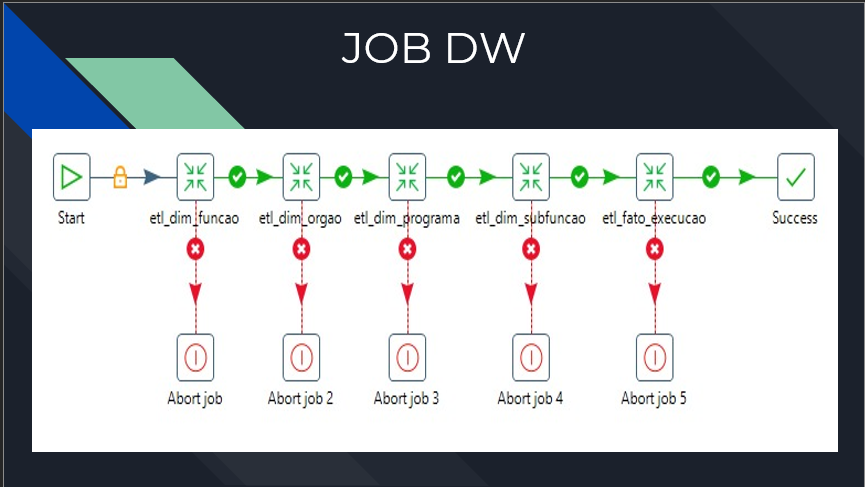 JOB DW
Start
etl_dim_funcao
etl_dim_orgao
etl_dim_programa
etl_dim_subfuncao
etl_fato_execucao
Success
Abort job
Abort job 2
Abort job 3
Abort job 4
Abort job 5